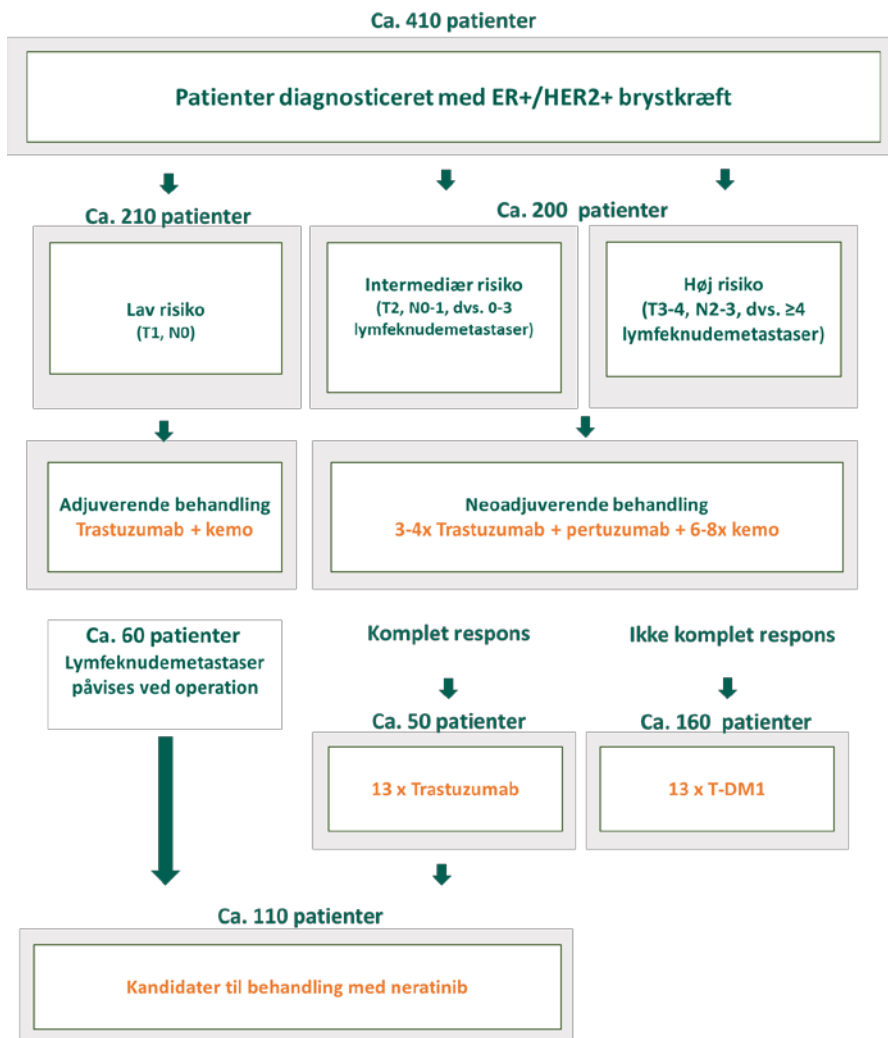 Ca. 410 patienter
Patienter diagnosticeret med ER+/HER2+ brystkræft
Ca. 210 patienter
Ca. 200 patienter
Lav risiko
(T1, N0)
Intermediær risiko
(T2, N0-1, dvs. 0-3
lymfeknudemetastaser)
Høj risiko
(T3-4, N2-3, dvs. ≥4
lymfeknudemetastaser)
Adjuverende behandling
Trastuzumab + kemo
Neoadjuverende behandling
3-4x Trastuzumab + pertuzumab + 6-8x kemo
Ca. 60 patienter
Lymfeknudemetastaser
påvises ved operation
Komplet respons
Ikke komplet respons
Ca. 50 patienter
Ca. 160 patienter
13 x Trastuzumab
13 x T-DM1
Ca. 110 patienter
Kandidater til behandling med neratinib